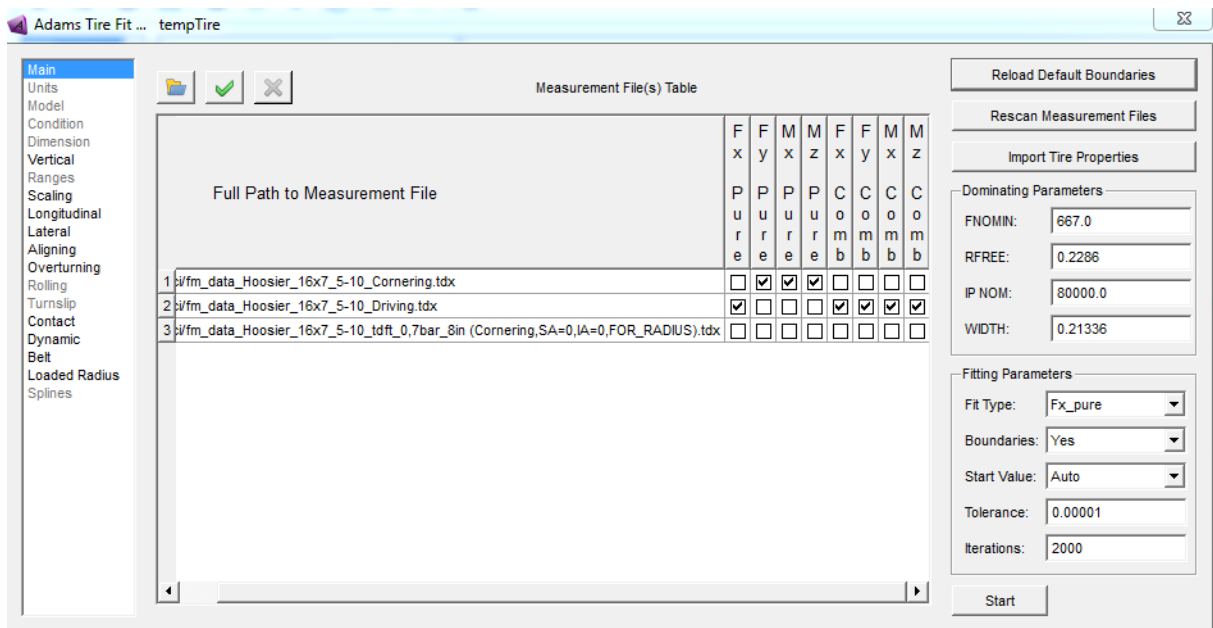 Adams Tire Fit ... tempTire
Main
Units
Model
Condition
Dimension
Vertical
Ranges
Scaling
Longitudinal
Lateral
Aligning
Overturning
Rolling
Turnslip
Contact
Dynamic
Belt
Loaded Radius
Splines
Measurement File(s) Table
Full Path to Measurement File
Fx Pure
Fy Pure
Mx Pure
Mz Pure
Fx Comb
Fy Comb
Mx Comb
Mz Comb
1 ci/fm_data_Hoosier_16x7_5-10_Cornering.tdx
2 ci/fm_data_Hoosier_16x7_5-10_Driving.tdx
3 ci/fm_data_Hoosier_16x7_5-10_tdft_0,7bar_8in (Cornering,SA=0,IA=0,FOR_RADIUS).tdx
Reload Default Boundaries
Rescan Measurement Files
Import Tire Properties
Dominating Parameters
FNOMIN: 667.0
RFREE: 0.2286
IP NOM: 80000.0
WIDTH: 0.21336
Fitting Parameters
Fit Type: Fx_pure
Boundaries: Yes
Start Value: Auto
Tolerance: 0.00001
Iterations: 2000
Start